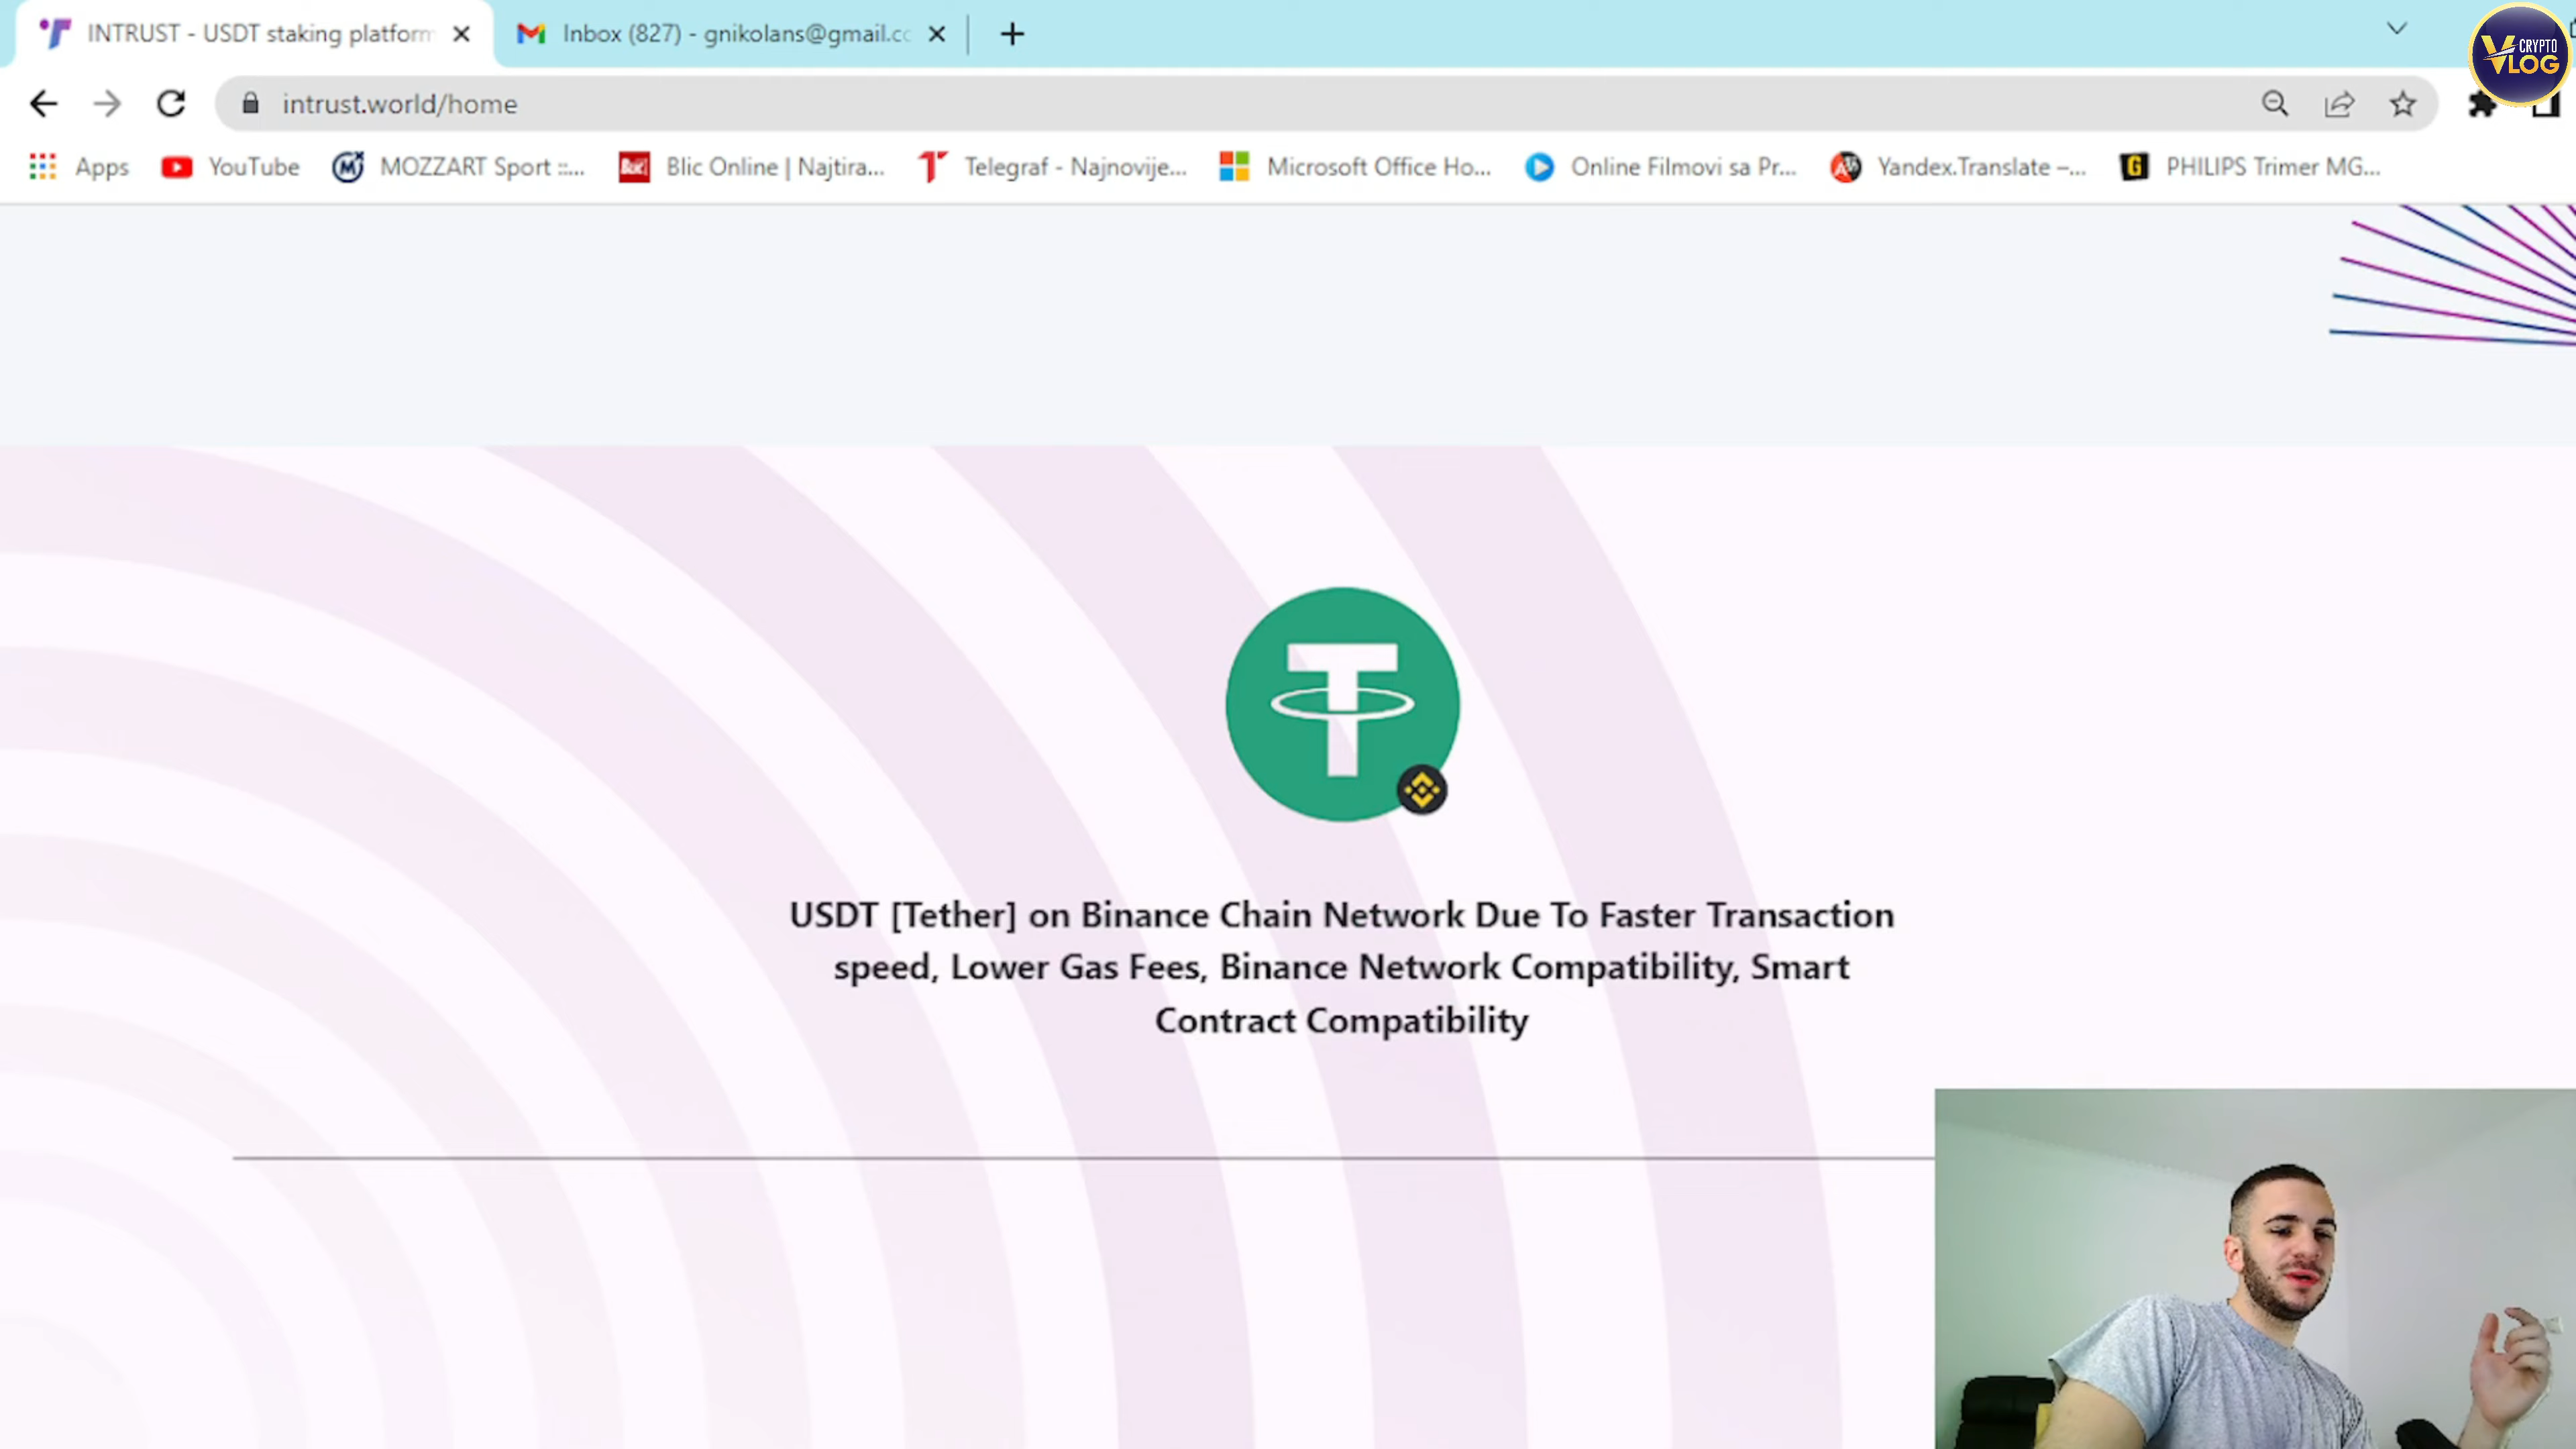 INTRUST - USDT staking platform
Inbox (827) - gnikolans@gmail.cc
CRYPTO
VLOG
intrust.world/home
Apps
YouTube
MOZZART Sport ::...
Blic Online | Najtira...
Telegraf - Najnovije...
Microsoft Office Ho...
Online Filmovi sa Pr...
Yandex.Translate –...
PHILIPS Trimer MG...
USDT [Tether] on Binance Chain Network Due To Faster Transaction
speed, Lower Gas Fees, Binance Network Compatibility, Smart
Contract Compatibility